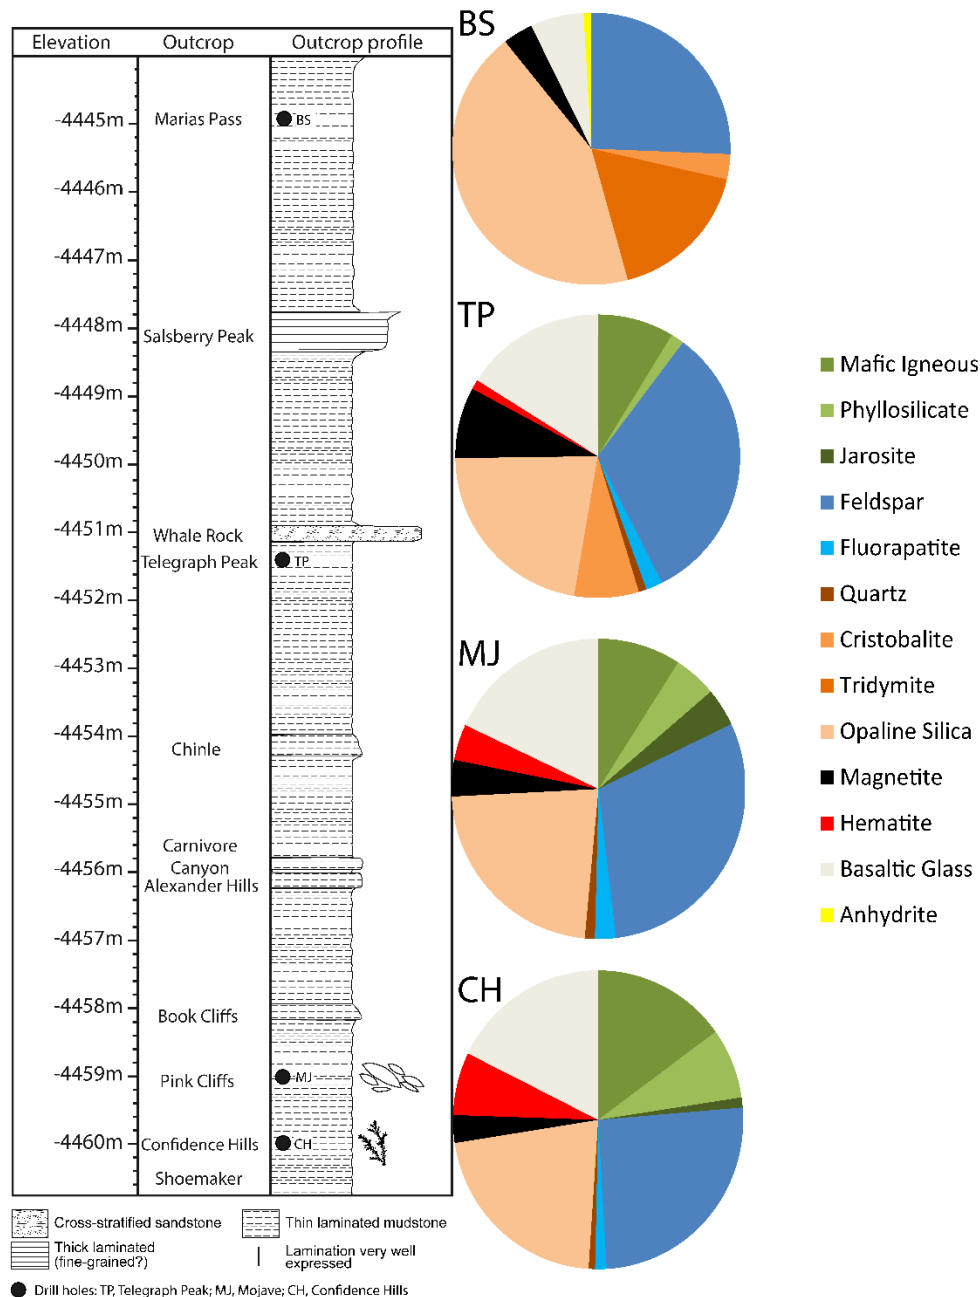 Elevation Outcrop Outcrop profile
BS
-4445m Marias Pass BS
-4446m
-4447m
TP
-4448m
Salsberry Peak
-4449m
-4450m
-4451m
Whale Rock
Telegraph Peak TP
-4452m
-4453m
MJ
-4454m
Chinle
-4455m
Carnivore
-4456m Canyon
Alexander Hills
-4457m
CH
-4458m
Book Cliffs
-4459m Pink Cliffs MJ
-4460m Confidence Hills CH
Shoemaker
Mafic Igneous
Phyllosilicate
Jarosite
Feldspar
Fluorapatite
Quartz
Cristobalite
Tridymite
Opaline Silica
Magnetite
Hematite
Basaltic Glass
Anhydrite
Cross-stratified sandstone Thin laminated mudstone
Thick laminated
(fine-grained?)
Lamination very well
expressed
Drill holes: TP, Telegraph Peak; MJ, Mojave; CH, Confidence Hills